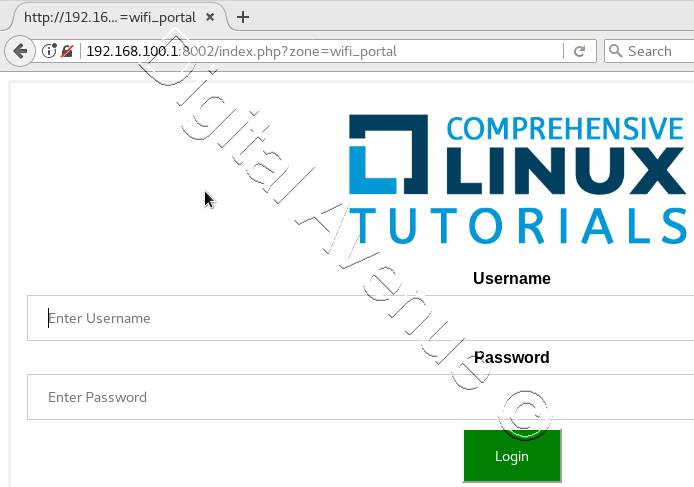 http://192.16... =wifi_portal
192.168.100.1:8002/index.php?zone=wifi_portal
Search
COMPREHENSIVE
LINUX
TUTORIALS
Digital Avenue ©
Username
Enter Username
Password
Enter Password
Login